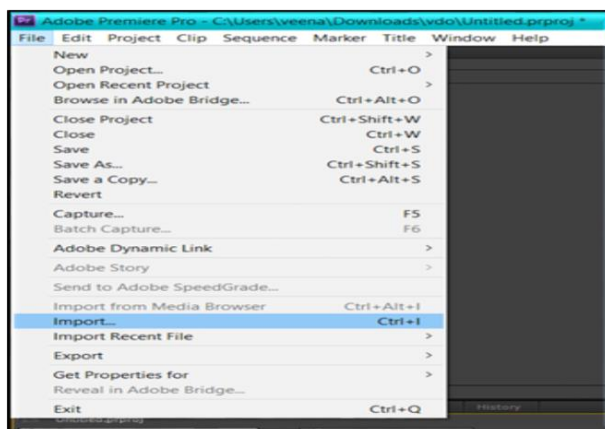 Adobe Premiere Pro - C:\Users\veena\Downloads\vdo\Untitled.prproj *
File Edit Project Clip Sequence Marker Title Window Help
New >
Open Project... Ctrl+O
Open Recent Project >
Browse in Adobe Bridge... Ctrl+Alt+O
Close Project Ctrl+Shift+W
Close Ctrl+W
Save Ctrl+S
Save As... Ctrl+Shift+S
Save a Copy... Ctrl+Alt+S
Revert
Capture... F5
Batch Capture... F6
Adobe Dynamic Link >
Adobe Story >
Send to Adobe SpeedGrade...
Import from Media Browser Ctrl+Alt+I
Import... Ctrl+I
Import Recent File >
Export >
Get Properties for >
Reveal in Adobe Bridge...
Exit Ctrl+Q
History
Untitled.prproj